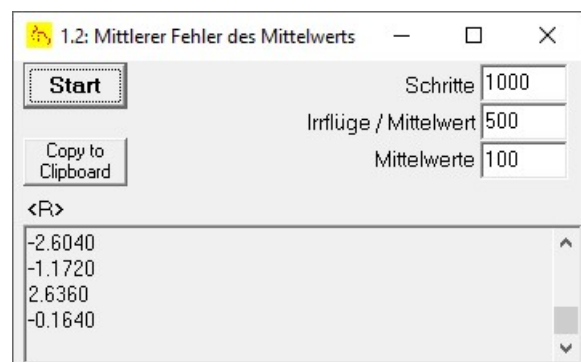 1.2: Mittlerer Fehler des Mittelwerts
Start
Schritte 1000
Irrflüge / Mittelwert 500
Copy to
Clipboard
Mittelwerte 100
<R>
-2.6040
-1.1720
2.6360
-0.1640